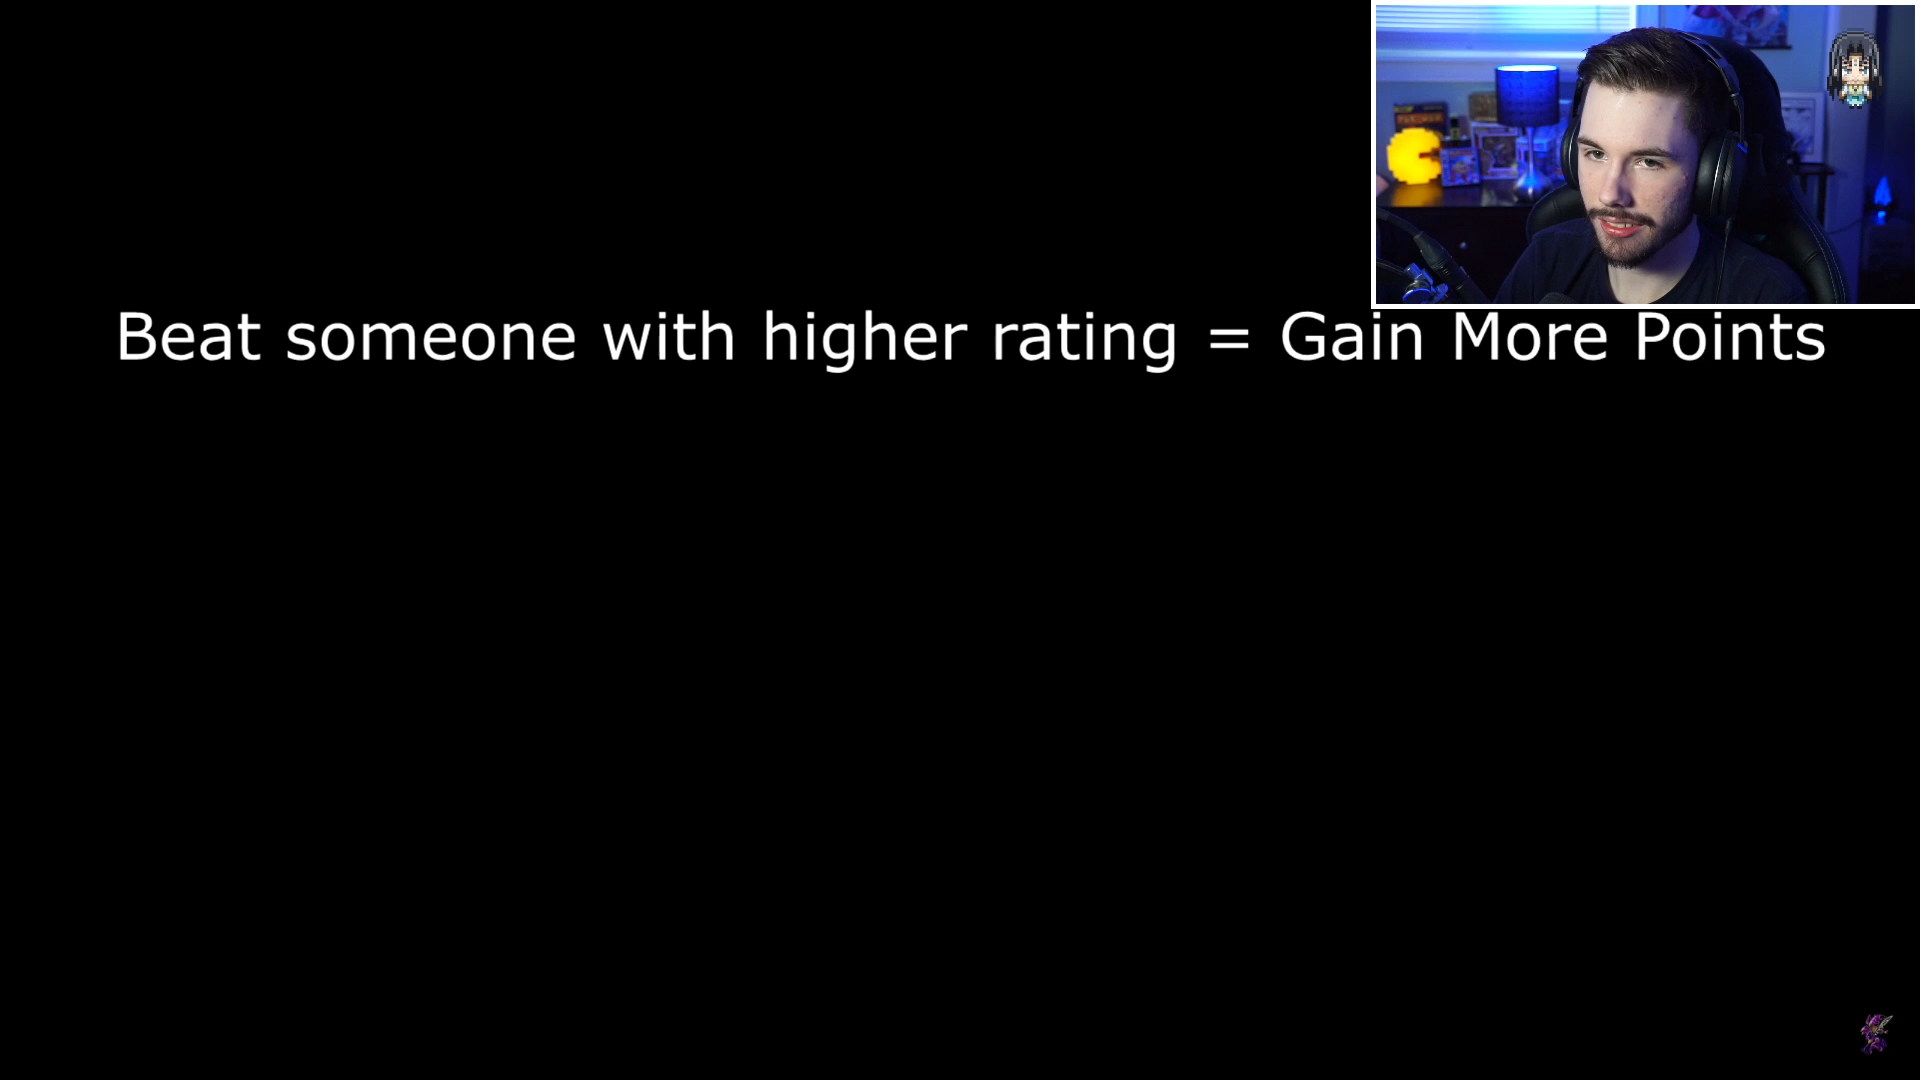 Beat someone with higher rating = Gain More Points